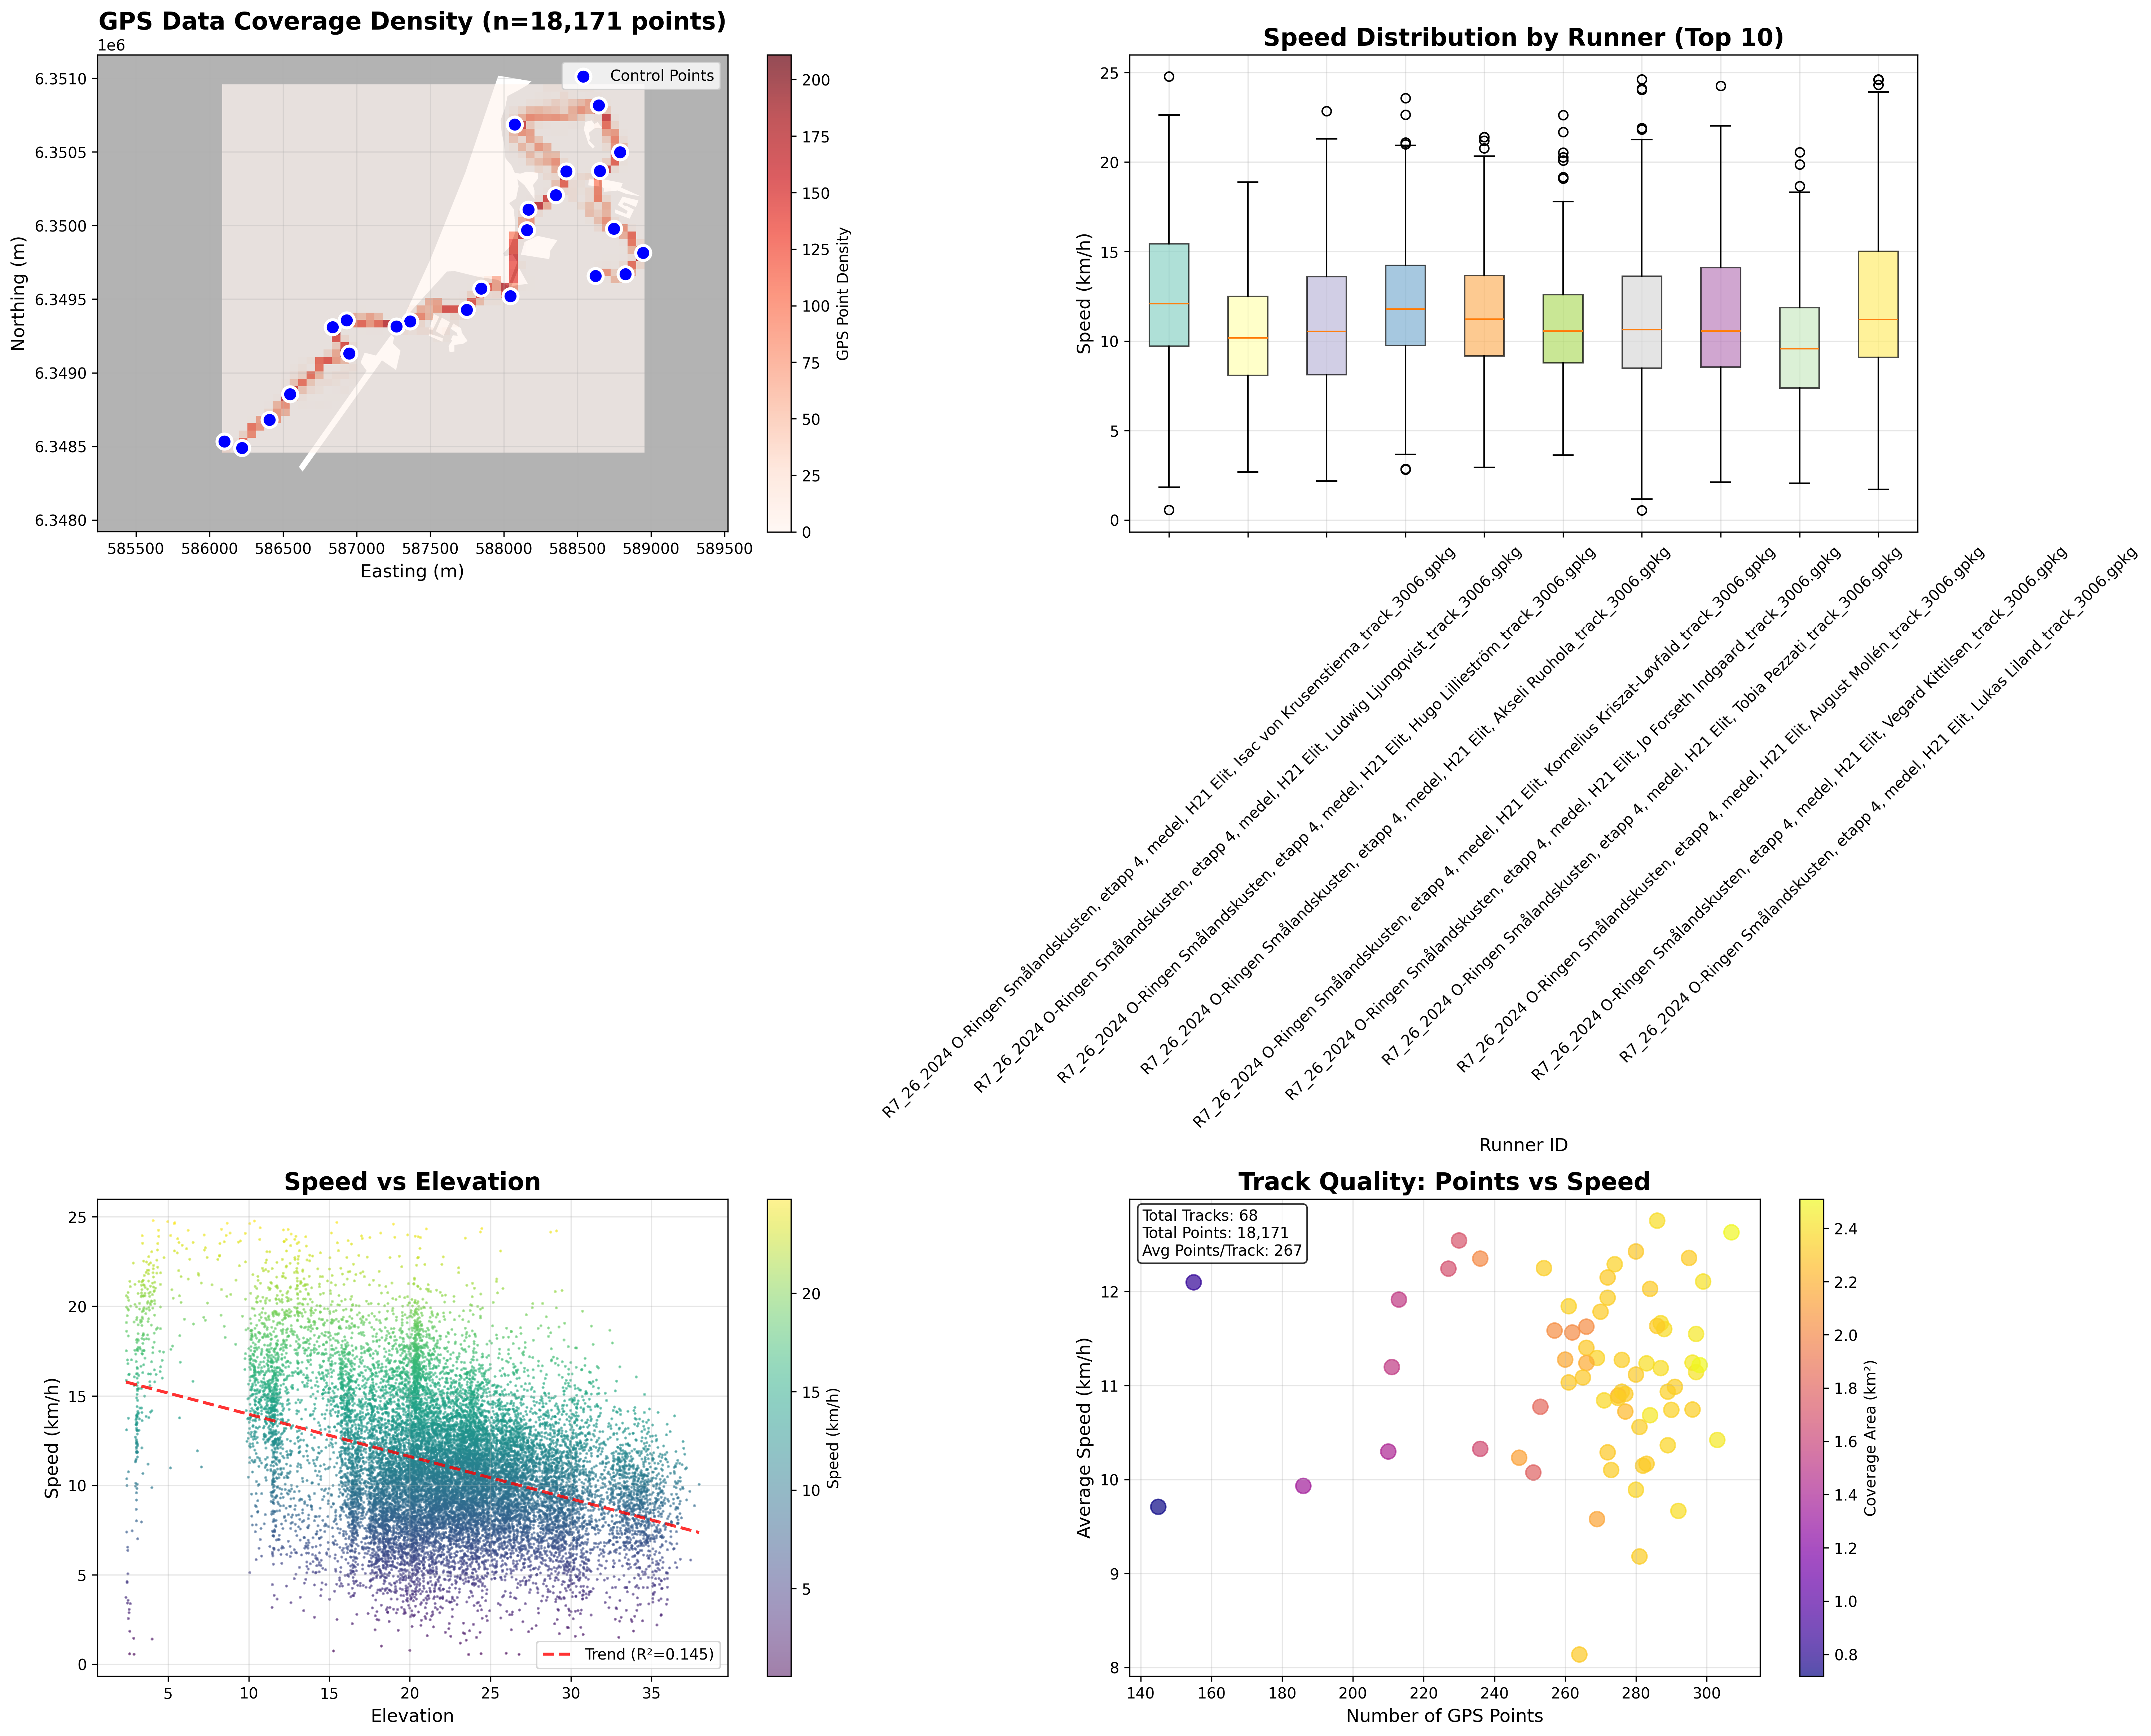 GPS Data Coverage Density (n=18,171 points)
1e6
6.3510
6.3505
6.3500
6.3495
6.3490
6.3485
6.3480
Northing (m)
585500 586000 586500 587000 587500 588000 588500 589000 589500
Easting (m)
Control Points
200
175
150
125
100
75
50
25
0
GPS Point Density
Speed Distribution by Runner (Top 10)
25
20
15
10
5
0
Speed (km/h)
R7_26_2024 O-Ringen Smålandskusten, etapp 4, medel, H21 Elit, Isac von Krusenstierna_track_3006.gpkg
R7_26_2024 O-Ringen Smålandskusten, etapp 4, medel, H21 Elit, Ludwig Ljungqvist_track_3006.gpkg
R7_26_2024 O-Ringen Smålandskusten, etapp 4, medel, H21 Elit, Hugo Lillieström_track_3006.gpkg
R7_26_2024 O-Ringen Smålandskusten, etapp 4, medel, H21 Elit, Akseli Ruohola_track_3006.gpkg
R7_26_2024 O-Ringen Smålandskusten, etapp 4, medel, H21 Elit, Kornelius Kriszat-Løvfald_track_3006.gpkg
R7_26_2024 O-Ringen Smålandskusten, etapp 4, medel, H21 Elit, Jo Forseth Indgaard_track_3006.gpkg
R7_26_2024 O-Ringen Smålandskusten, etapp 4, medel, H21 Elit, Tobia Pezzati_track_3006.gpkg
R7_26_2024 O-Ringen Smålandskusten, etapp 4, medel, H21 Elit, August Mollén_track_3006.gpkg
R7_26_2024 O-Ringen Smålandskusten, etapp 4, medel, H21 Elit, Vegard Kittilsen_track_3006.gpkg
R7_26_2024 O-Ringen Smålandskusten, etapp 4, medel, H21 Elit, Lukas Liland_track_3006.gpkg
Runner ID
Speed vs Elevation
25
20
15
10
5
0
Speed (km/h)
5 10 15 20 25 30 35
Elevation
Trend (R²=0.145)
20
15
10
5
Speed (km/h)
Track Quality: Points vs Speed
Total Tracks: 68
Total Points: 18,171
Avg Points/Track: 267
12
11
10
9
8
Average Speed (km/h)
140 160 180 200 220 240 260 280 300
Number of GPS Points
2.4
2.2
2.0
1.8
1.6
1.4
1.2
1.0
0.8
Coverage Area (km²)